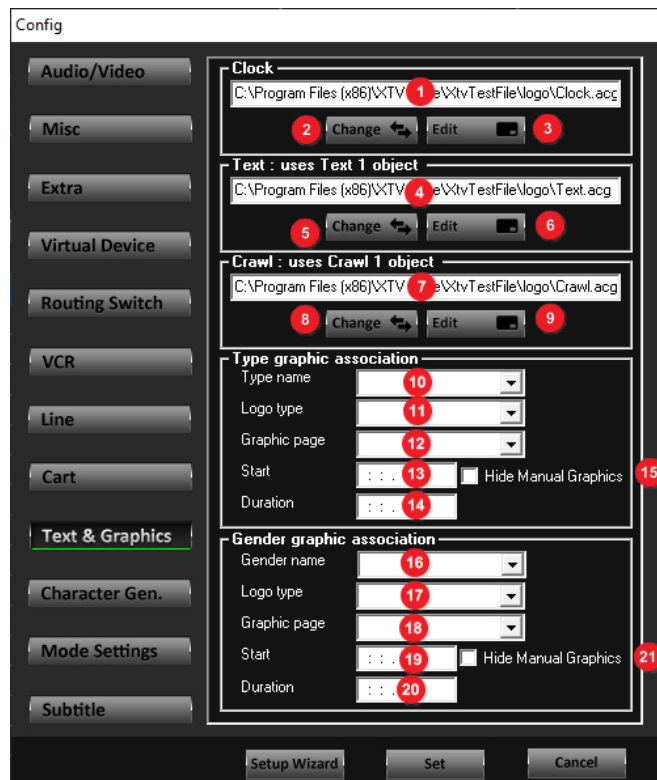 Config
Audio/Video
Misc
Extra
Virtual Device
Routing Switch
VCR
Line
Cart
Text & Graphics
Character Gen.
Mode Settings
Subtitle
Clock
C:\Program Files (x86)\XTV 1 e\XtvTestFile\logo\Clock.acg
2 Change Edit 3
Text : uses Text 1 object
C:\Program Files (x86)\XTV 4 e\XtvTestFile\logo\Text.acg
5 Change Edit 6
Crawl : uses Crawl 1 object
C:\Program Files (x86)\XTV 7 e\XtvTestFile\logo\Crawl.acg
8 Change Edit 9
Type graphic association
Type name 10
Logo type 11
Graphic page 12
Start : : . 13 Hide Manual Graphics 15
Duration : : . 14
Gender graphic association
Gender name 16
Logo type 17
Graphic page 18
Start : : . 19 Hide Manual Graphics 21
Duration : : . 20
Setup Wizard Set Cancel